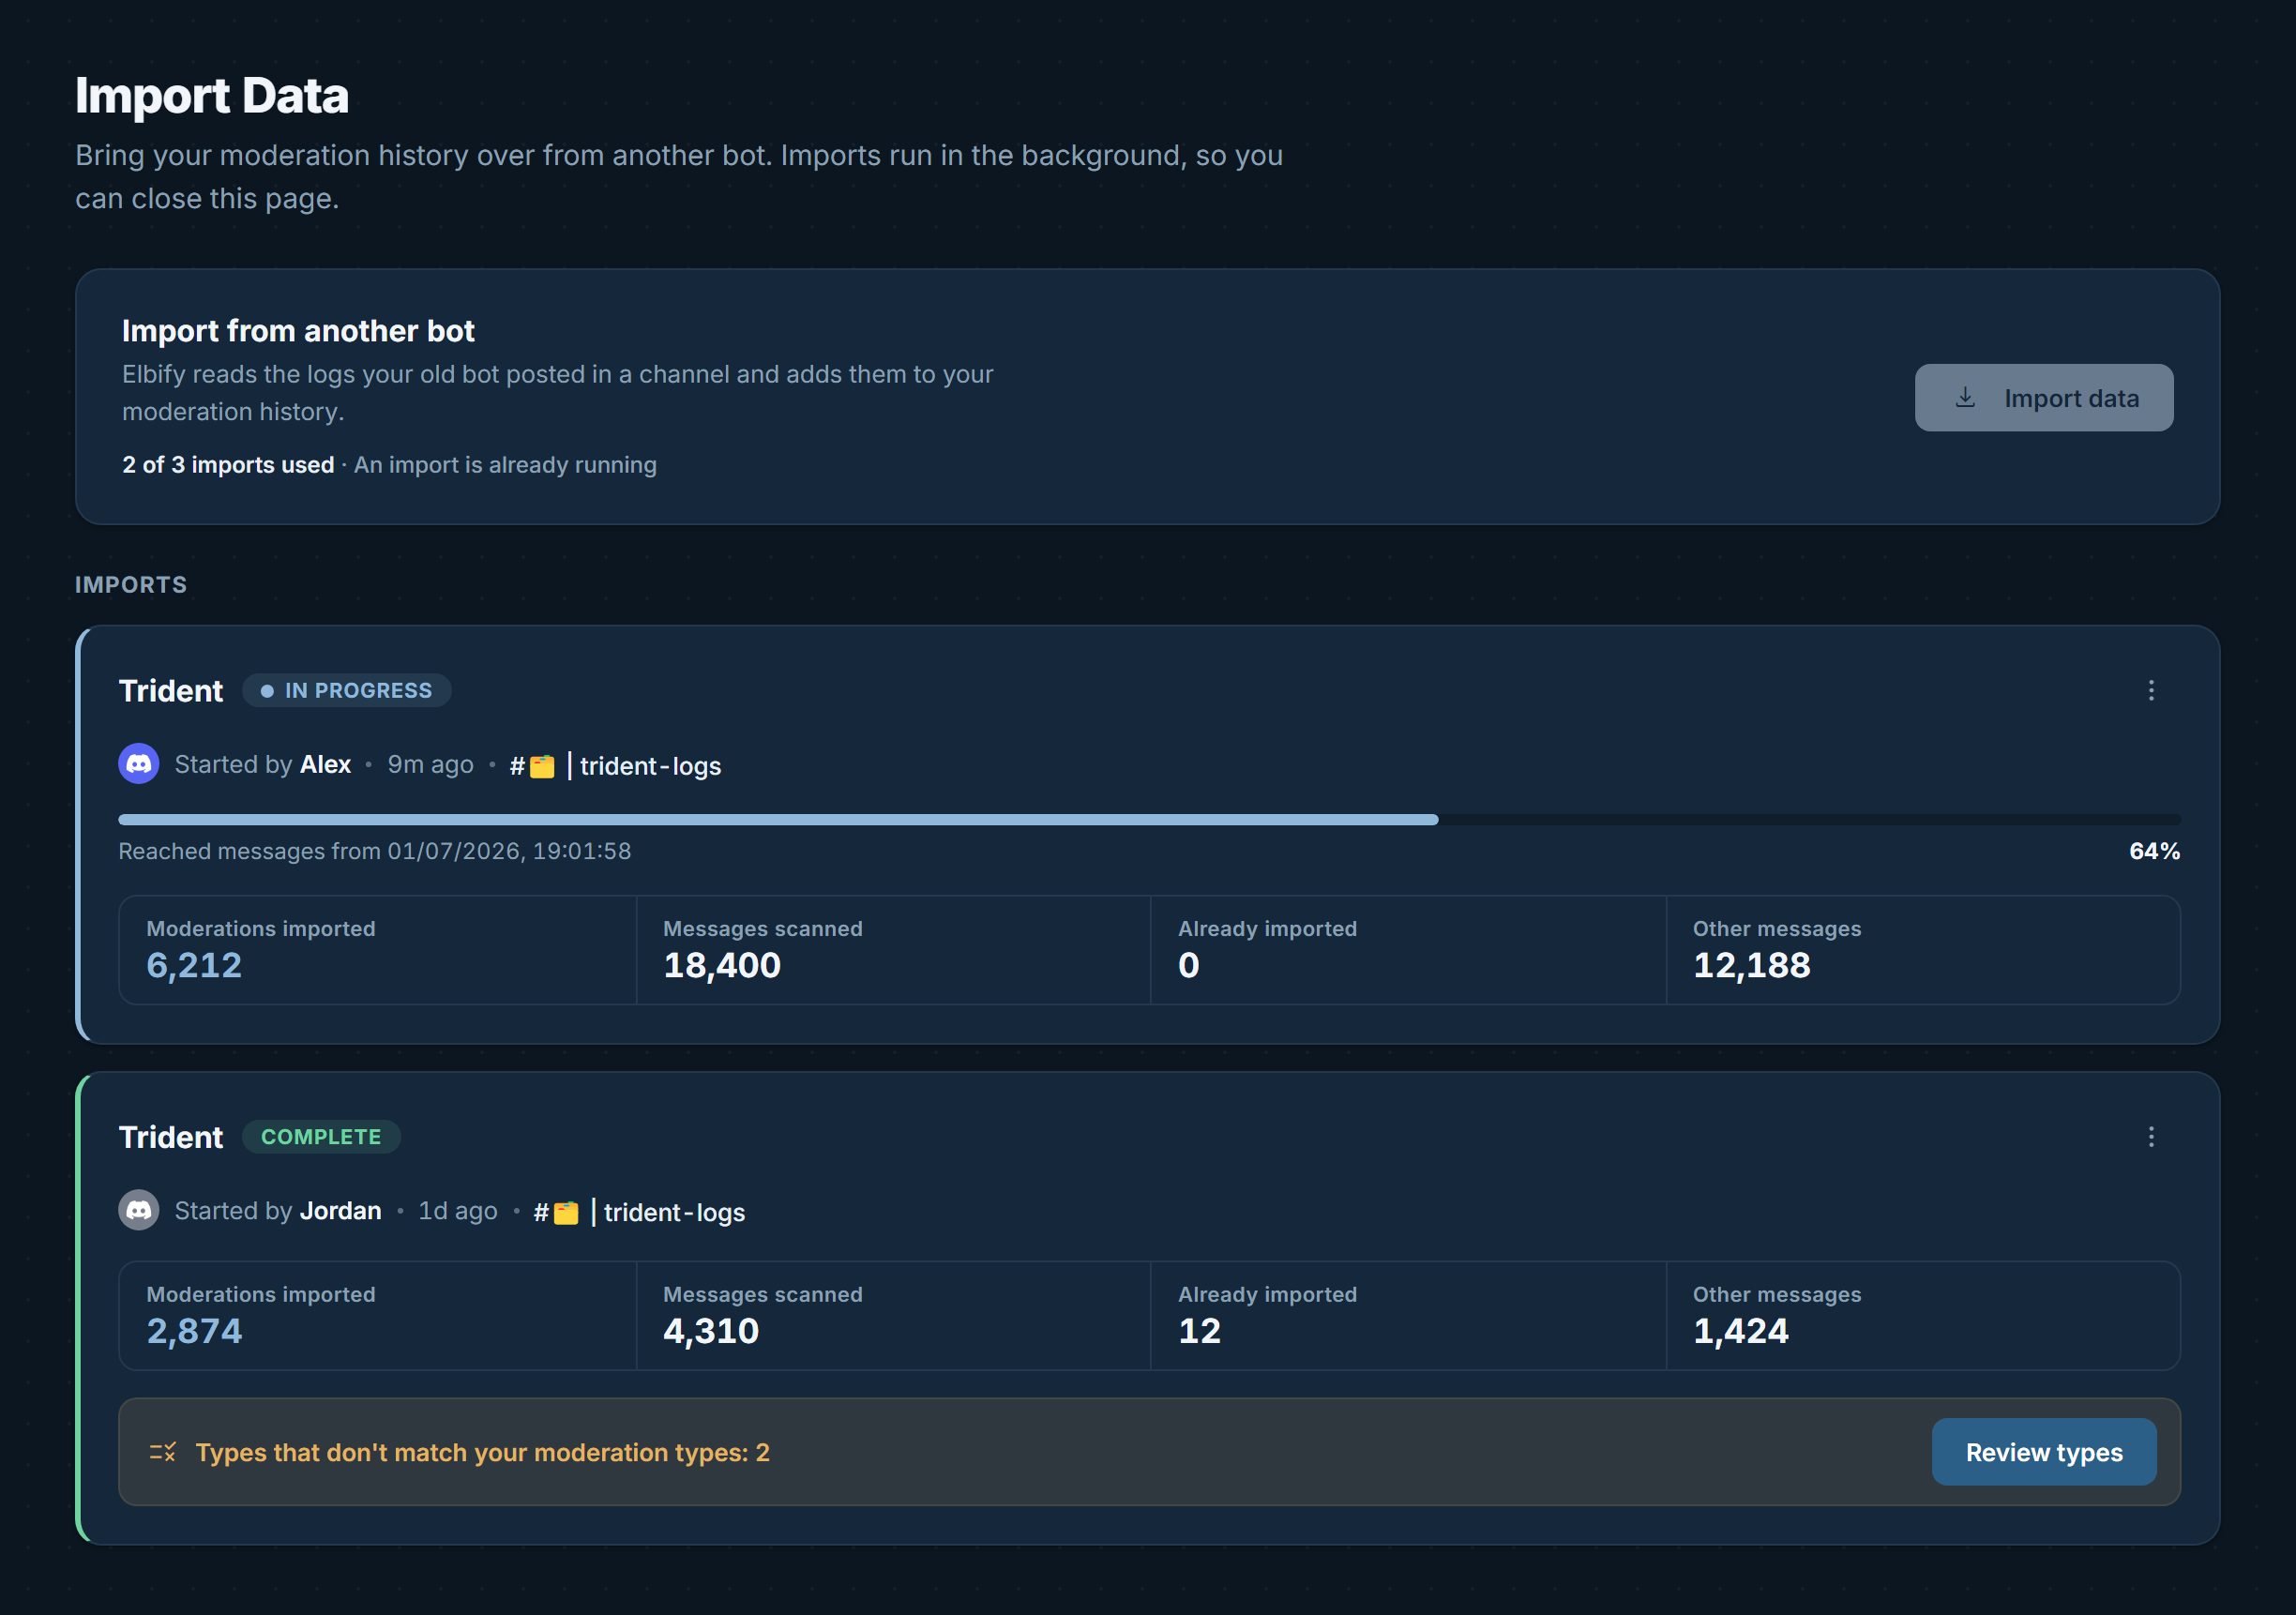 Import Data
Bring your moderation history over from another bot. Imports run in the background, so you
can close this page.
Import from another bot
Elbify reads the logs your old bot posted in a channel and adds them to your
moderation history.
2 of 3 imports used · An import is already running
Import data
IMPORTS
Trident IN PROGRESS
Started by Alex • 9m ago • #🗂️ | trident-logs
Reached messages from 01/07/2026, 19:01:58 64%
Moderations imported Messages scanned Already imported Other messages
6,212 18,400 0 12,188
Trident COMPLETE
Started by Jordan • 1d ago • #🗂️ | trident-logs
Moderations imported Messages scanned Already imported Other messages
2,874 4,310 12 1,424
Types that don't match your moderation types: 2 Review types